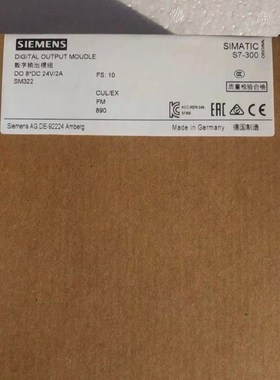 SIEMENS
SIMATIC
S7-300
DIGITAL OUTPUT MOUDLE
数字输出模组
DO 8*DC 24V/2A
FS: 10
SM322
质量检验合格
CUL/EX
FM
890
Siemens AG DE-92224 Amberg
Made in Germany
德国制造